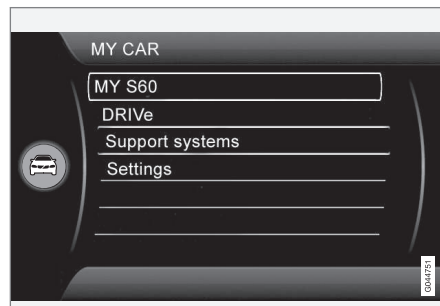 MY CAR
MY S60
DRIVe
Support systems
Settings
G044751